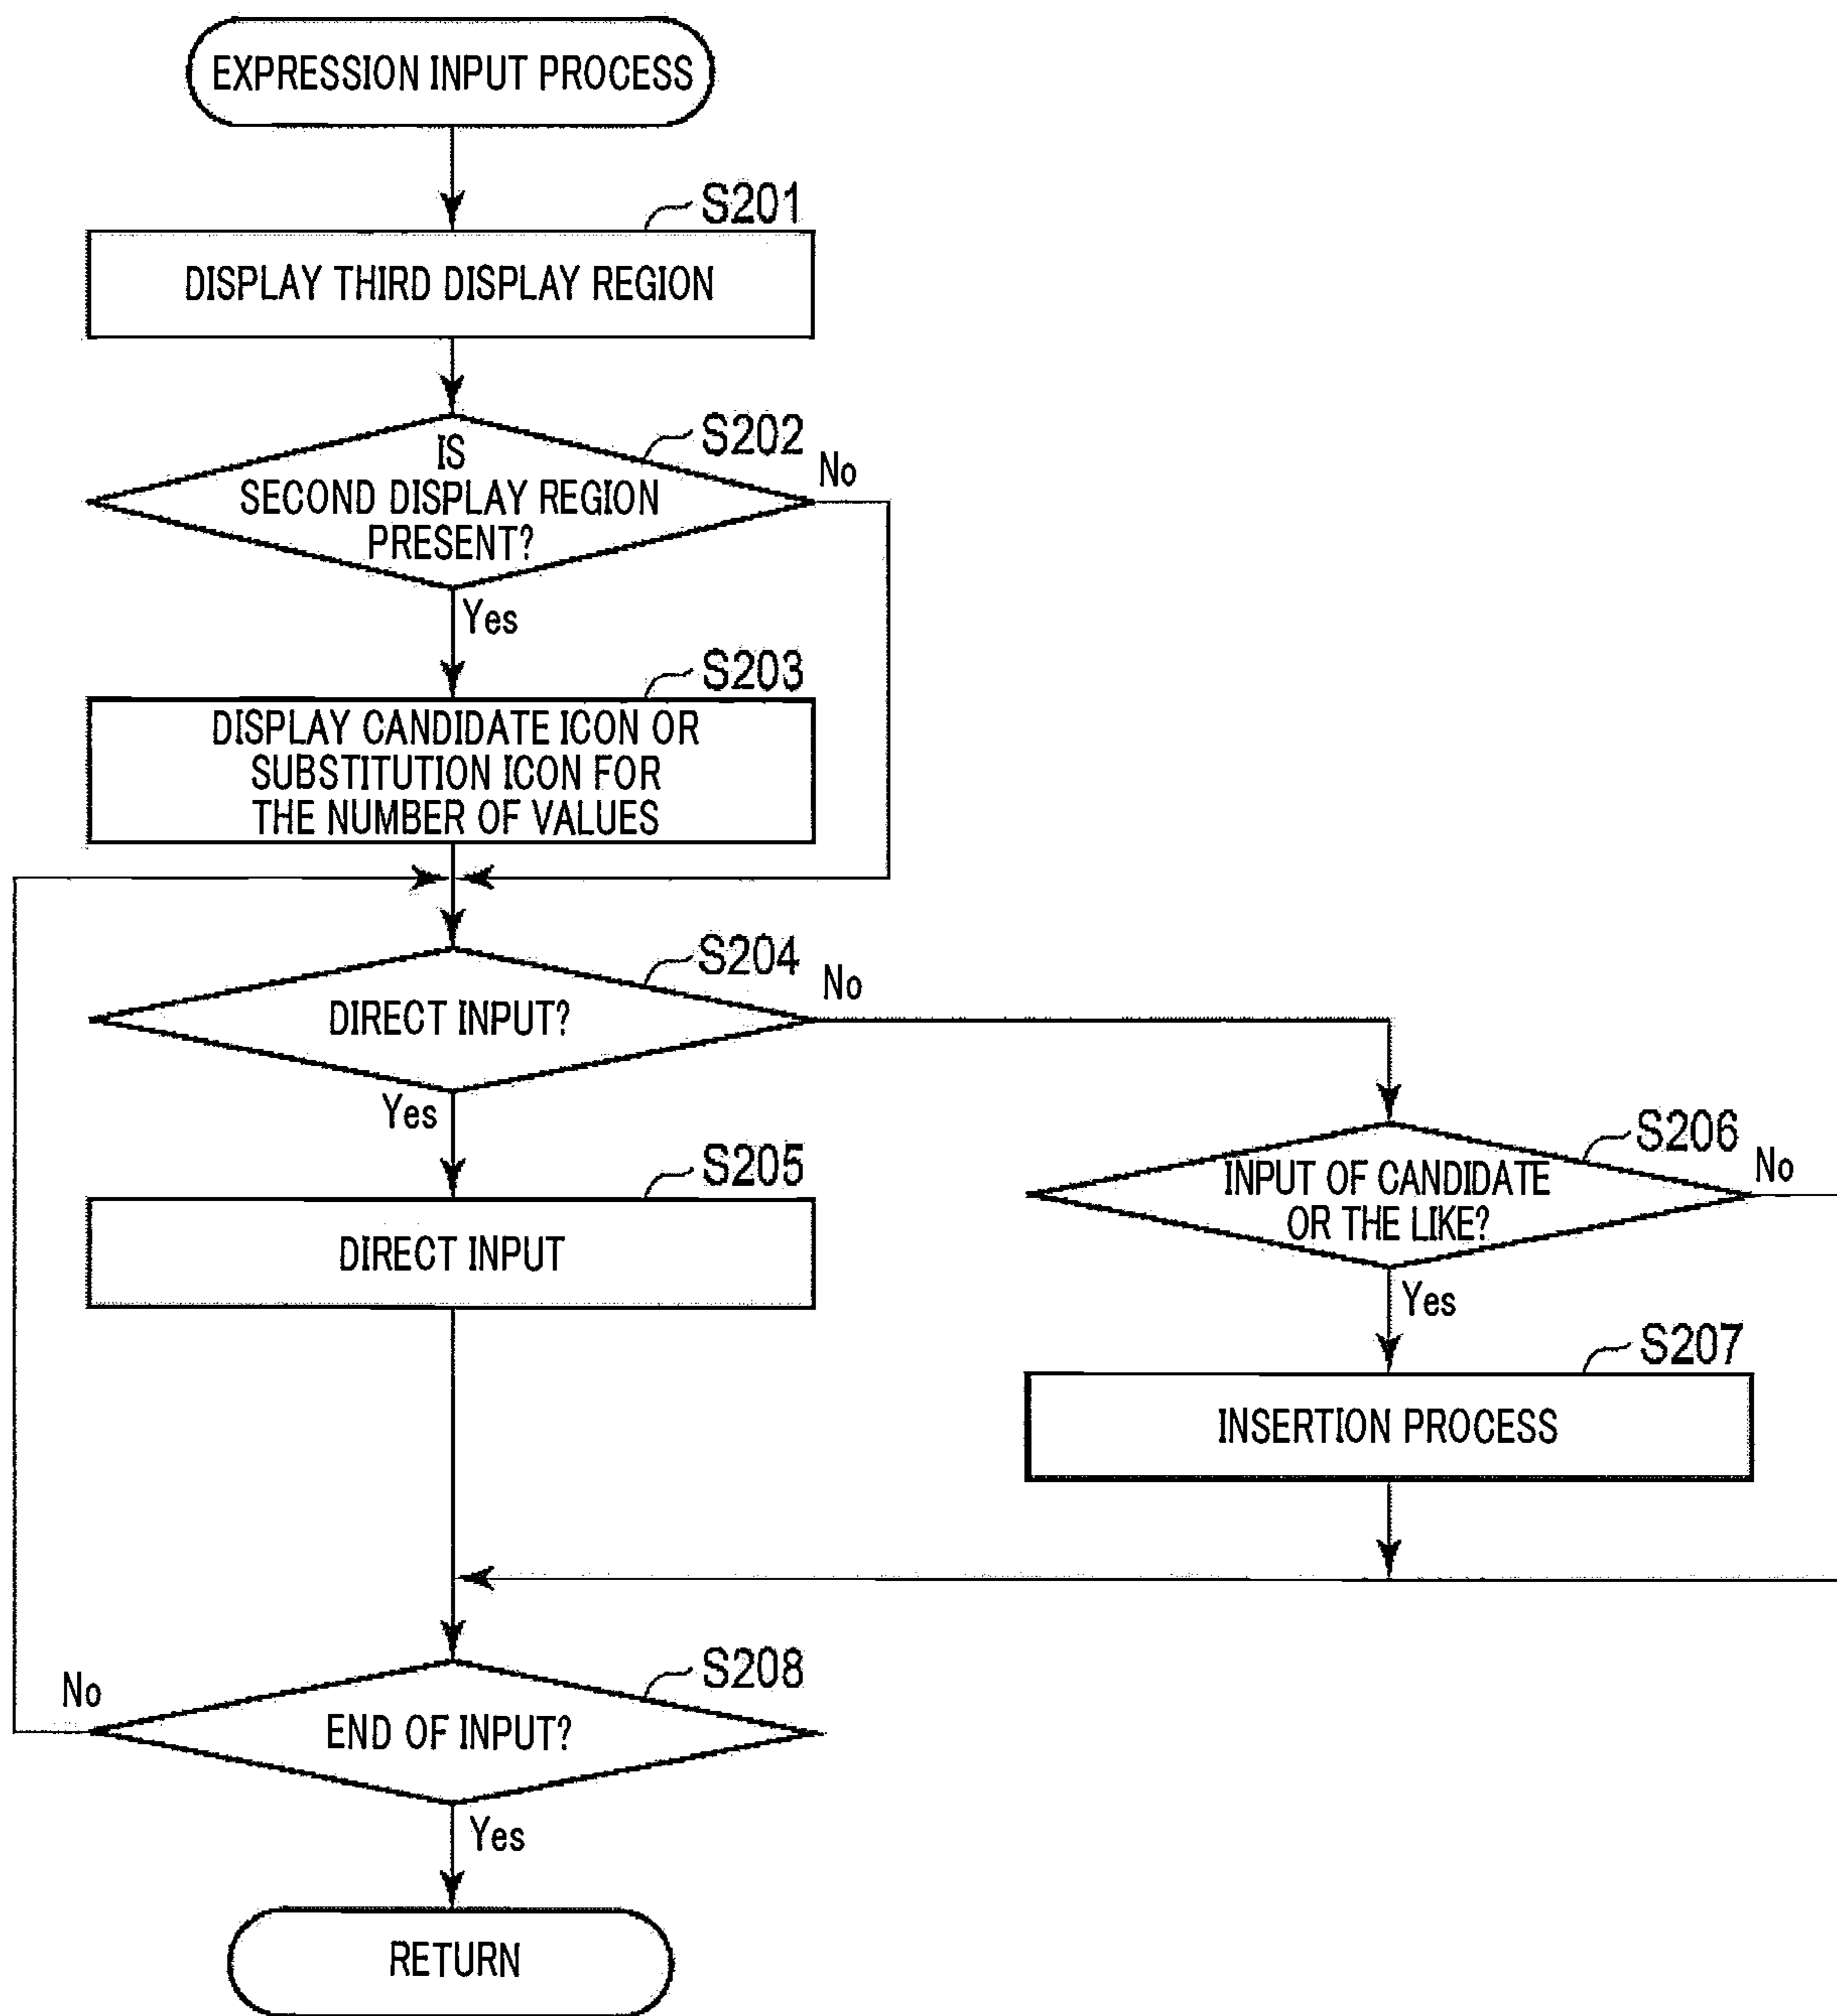 EXPRESSION INPUT PROCESS
S201
DISPLAY THIRD DISPLAY REGION
S202
IS
SECOND DISPLAY REGION
PRESENT?
No
Yes
S203
DISPLAY CANDIDATE ICON OR
SUBSTITUTION ICON FOR
THE NUMBER OF VALUES
S204
DIRECT INPUT?
No
Yes
S205
DIRECT INPUT
S206
INPUT OF CANDIDATE
OR THE LIKE?
No
Yes
S207
INSERTION PROCESS
S208
END OF INPUT?
No
Yes
RETURN